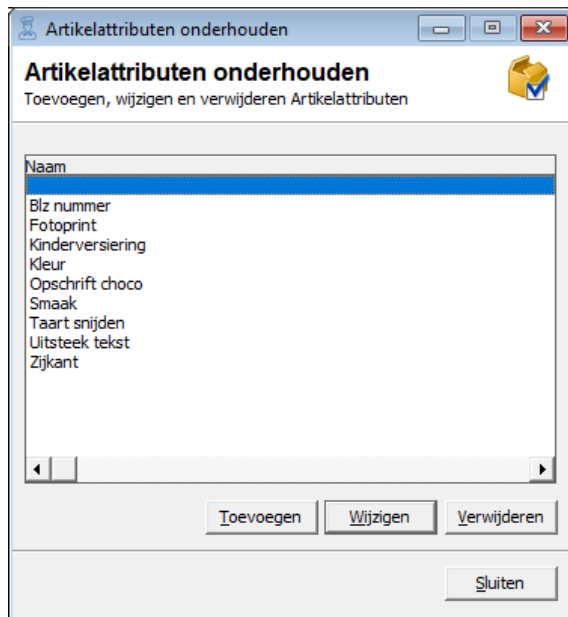 Artikelattributen onderhouden
Artikelattributen onderhouden
Toevoegen, wijzigen en verwijderen Artikelattributen
Naam
Blz nummer
Fotoprint
Kinderversiering
Kleur
Opschrift choco
Smaak
Taart snijden
Uitsteek tekst
Zijkant
Toevoegen Wijzigen Verwijderen
Sluiten